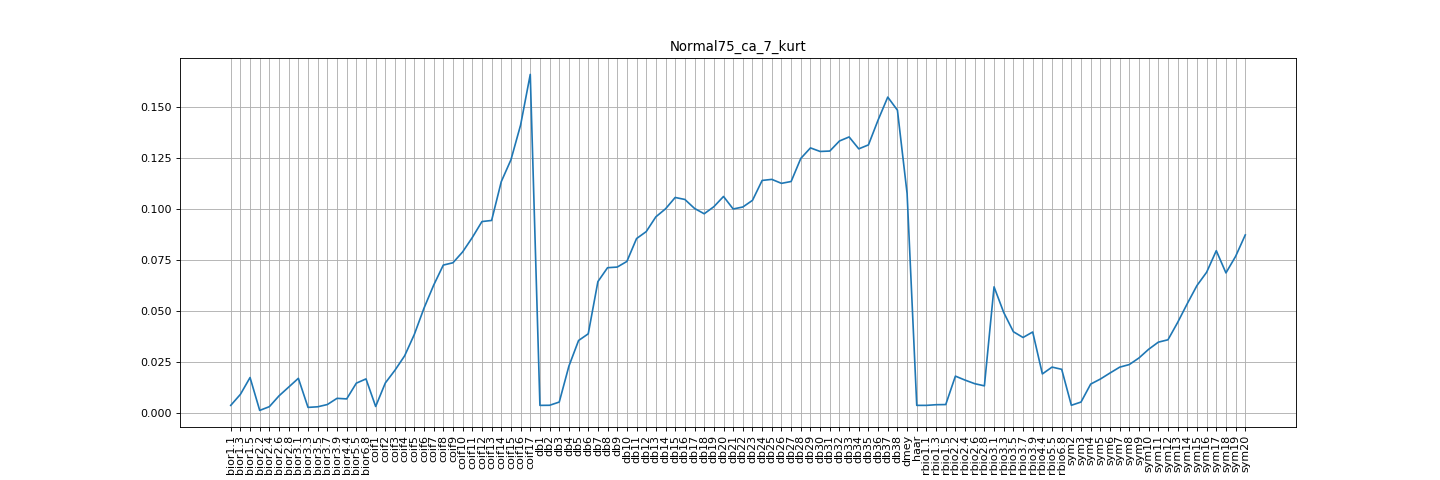 Normal75_ca_7_kurt
0.150
0.125
0.100
0.075
0.050
0.025
0.000
bior1.1
bior1.3
bior1.5
bior2.2
bior2.4
bior2.6
bior2.8
bior3.1
bior3.3
bior3.5
bior3.7
bior3.9
bior4.4
bior5.5
bior6.8
coif1
coif2
coif3
coif4
coif5
coif6
coif7
coif8
coif9
coif10
coif11
coif12
coif13
coif14
coif15
coif16
coif17
db1
db2
db3
db4
db5
db6
db7
db8
db9
db10
db11
db12
db13
db14
db15
db16
db17
db18
db19
db20
db21
db22
db23
db24
db25
db26
db27
db28
db29
db30
db31
db32
db33
db34
db35
db36
db37
db38
dmey
haar
rbio1.1
rbio1.3
rbio1.5
rbio2.2
rbio2.4
rbio2.6
rbio2.8
rbio3.1
rbio3.3
rbio3.5
rbio3.7
rbio3.9
rbio4.4
rbio5.5
rbio6.8
sym2
sym3
sym4
sym5
sym6
sym7
sym8
sym9
sym10
sym11
sym12
sym13
sym14
sym15
sym16
sym17
sym18
sym19
sym20